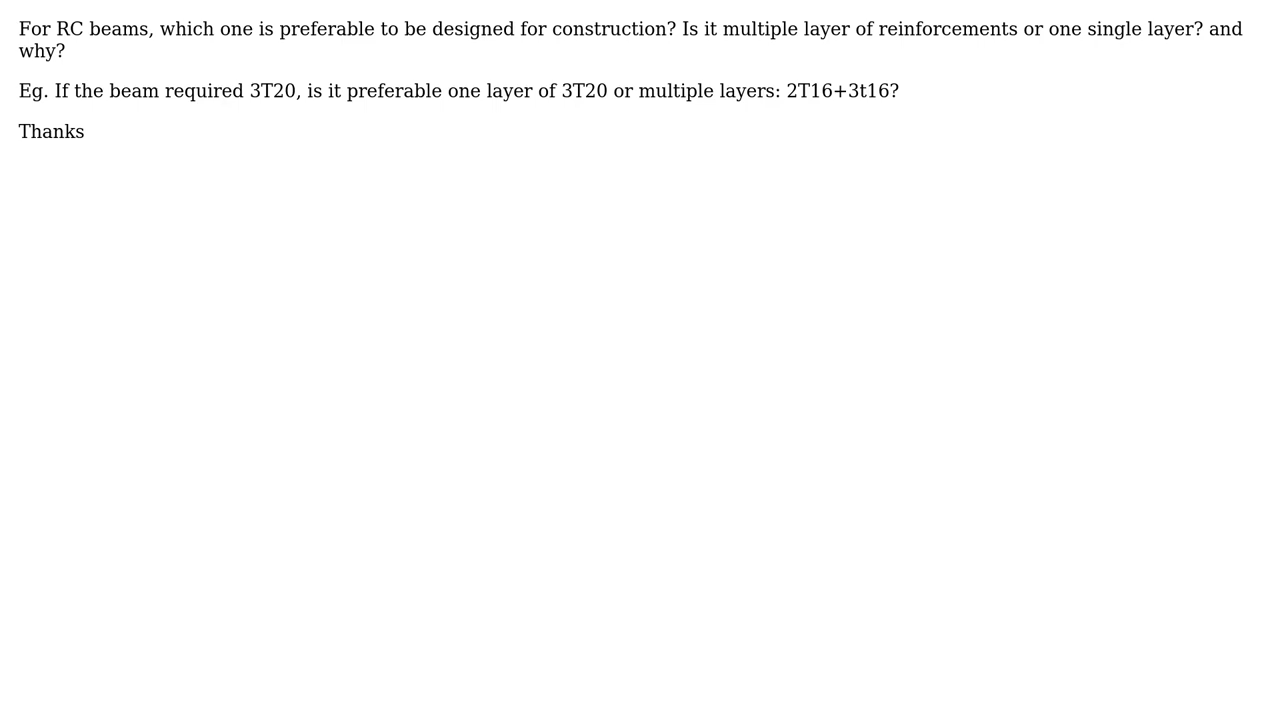 For RC beams, which one is preferable to be designed for construction? Is it multiple layer of reinforcements or one single layer? and
why?
Eg. If the beam required 3T20, is it preferable one layer of 3T20 or multiple layers: 2T16+3t16?
Thanks